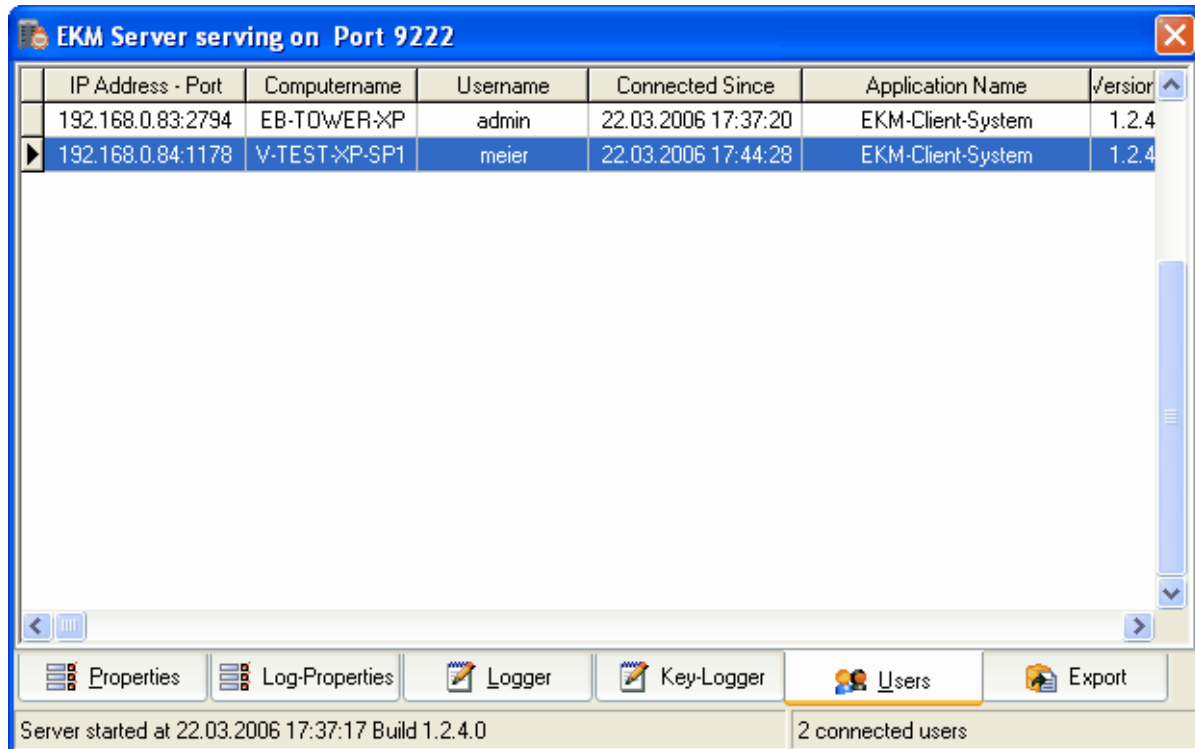 EKM Server serving on Port 9222
IP Address - Port Computername Username Connected Since Application Name Version
192.168.0.83:2794 EB-TOWER-XP admin 22.03.2006 17:37:20 EKM-Client-System 1.2.4
192.168.0.84:1178 V-TEST-XP-SP1 meier 22.03.2006 17:44:28 EKM-Client-System 1.2.4
Properties Log-Properties Logger Key-Logger Users Export
Server started at 22.03.2006 17:37:17 Build 1.2.4.0 2 connected users